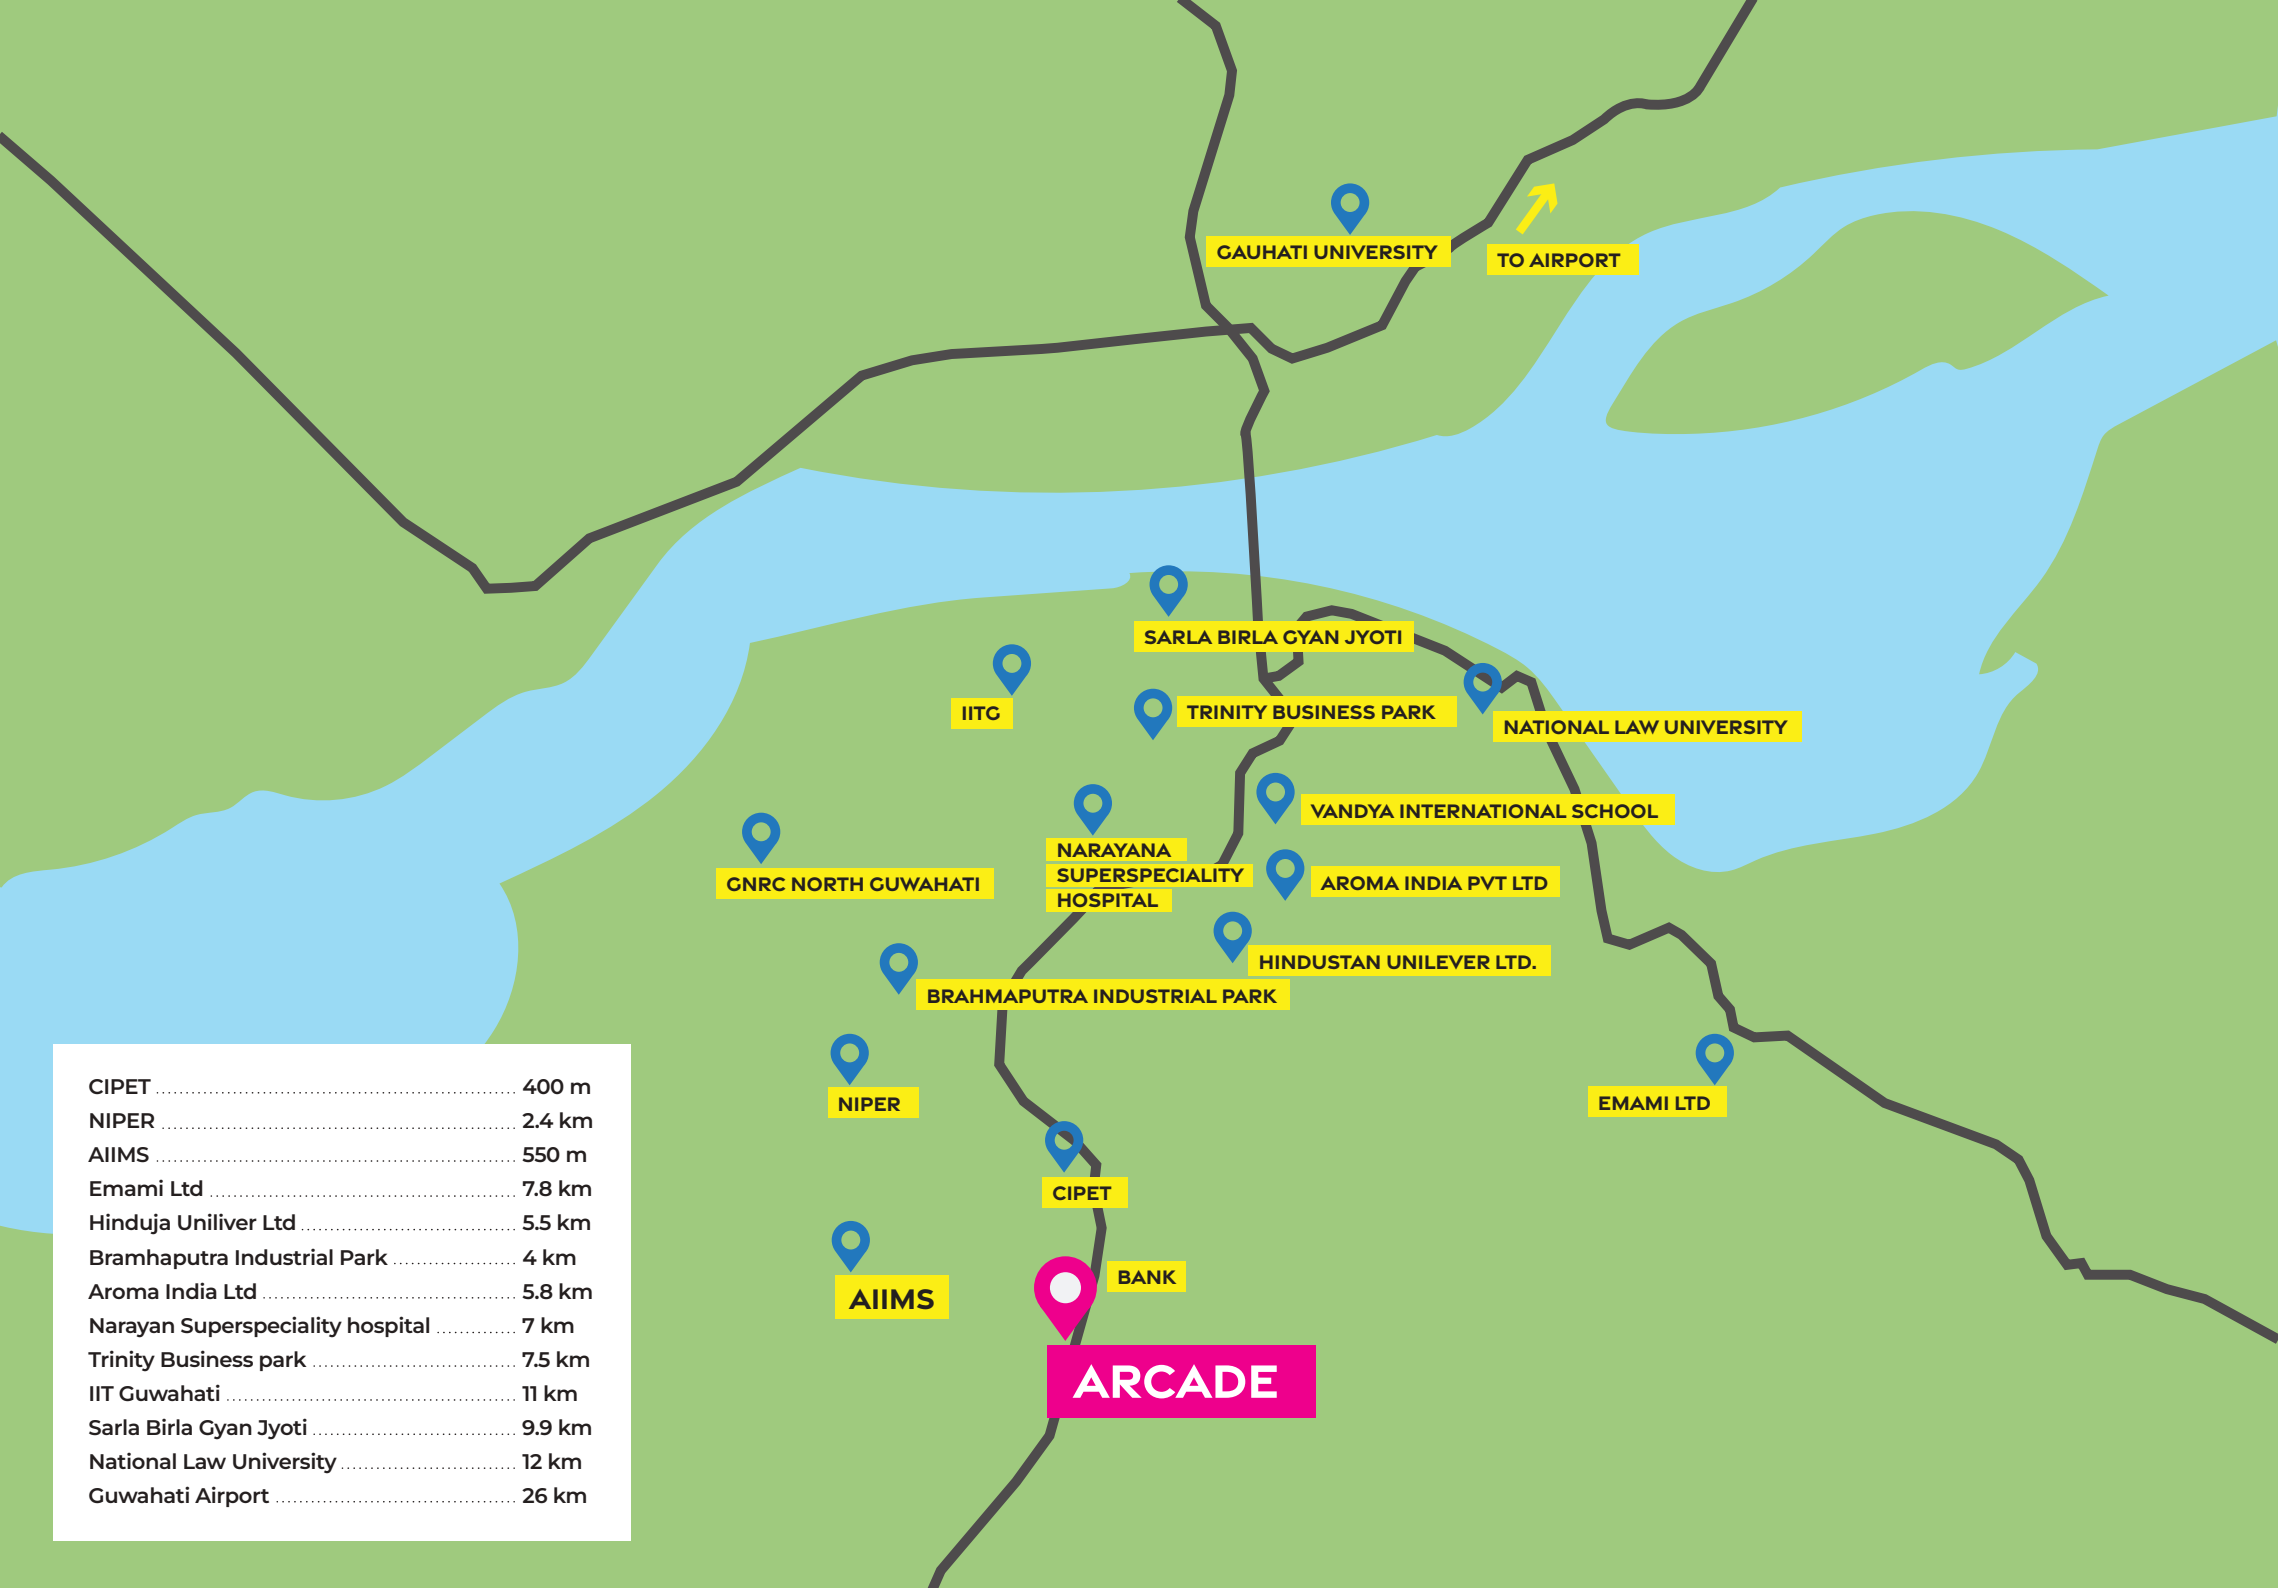 GAUHATI UNIVERSITY
TO AIRPORT
SARLA BIRLA GYAN JYOTI
IITG
TRINITY BUSINESS PARK
NATIONAL LAW UNIVERSITY
VANDYA INTERNATIONAL SCHOOL
NARAYANA
SUPERSPECIALITY
HOSPITAL
GNRC NORTH GUWAHATI
AROMA INDIA PVT LTD
HINDUSTAN UNILEVER LTD.
BRAHMAPUTRA INDUSTRIAL PARK
NIPER
EMAMI LTD
CIPET
AIIMS
BANK
ARCADE
CIPET 400 m
NIPER 2.4 km
AIIMS 550 m
Emami Ltd 7.8 km
Hinduja Uniliver Ltd 5.5 km
Bramhaputra Industrial Park 4 km
Aroma India Ltd 5.8 km
Narayan Superspeciality hospital 7 km
Trinity Business park 7.5 km
IIT Guwahati 11 km
Sarla Birla Gyan Jyoti 9.9 km
National Law University 12 km
Guwahati Airport 26 km